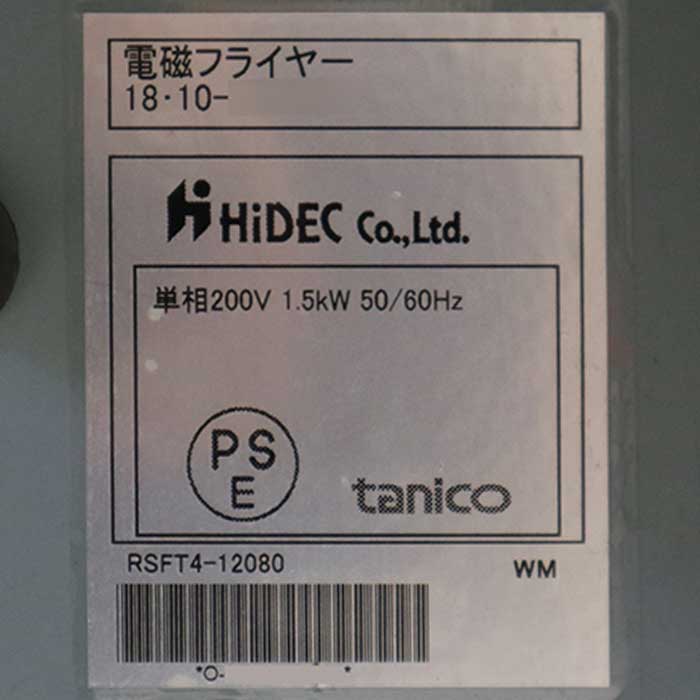 電磁フライヤー
18・10-
HiDEC Co.,Ltd.
単相200V 1.5kW 50/60Hz
PS
E
tanico
RSFT4-12080
WM
*O- *